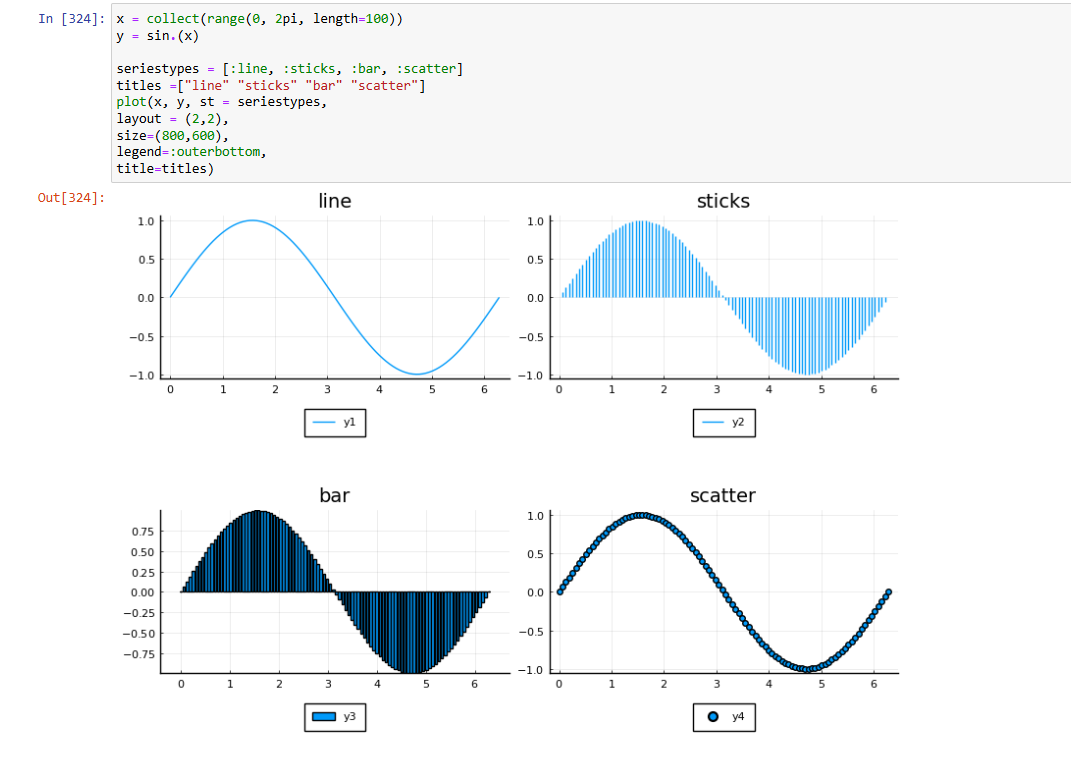 In [324]: x = collect(range(0, 2pi, length=100))
y = sin.(x)
seriestypes = [:line, :sticks, :bar, :scatter]
titles =["line" "sticks" "bar" "scatter"]
plot(x, y, st = seriestypes,
layout = (2,2),
size=(800,600),
legend=:outerbottom,
title=titles)
Out[324]:
line
1.0
0.5
0.0
−0.5
−1.0
0 1 2 3 4 5 6
y1
sticks
1.0
0.5
0.0
−0.5
−1.0
0 1 2 3 4 5 6
y2
bar
0.75
0.50
0.25
0.00
−0.25
−0.50
−0.75
0 1 2 3 4 5 6
y3
scatter
1.0
0.5
0.0
−0.5
−1.0
0 1 2 3 4 5 6
y4